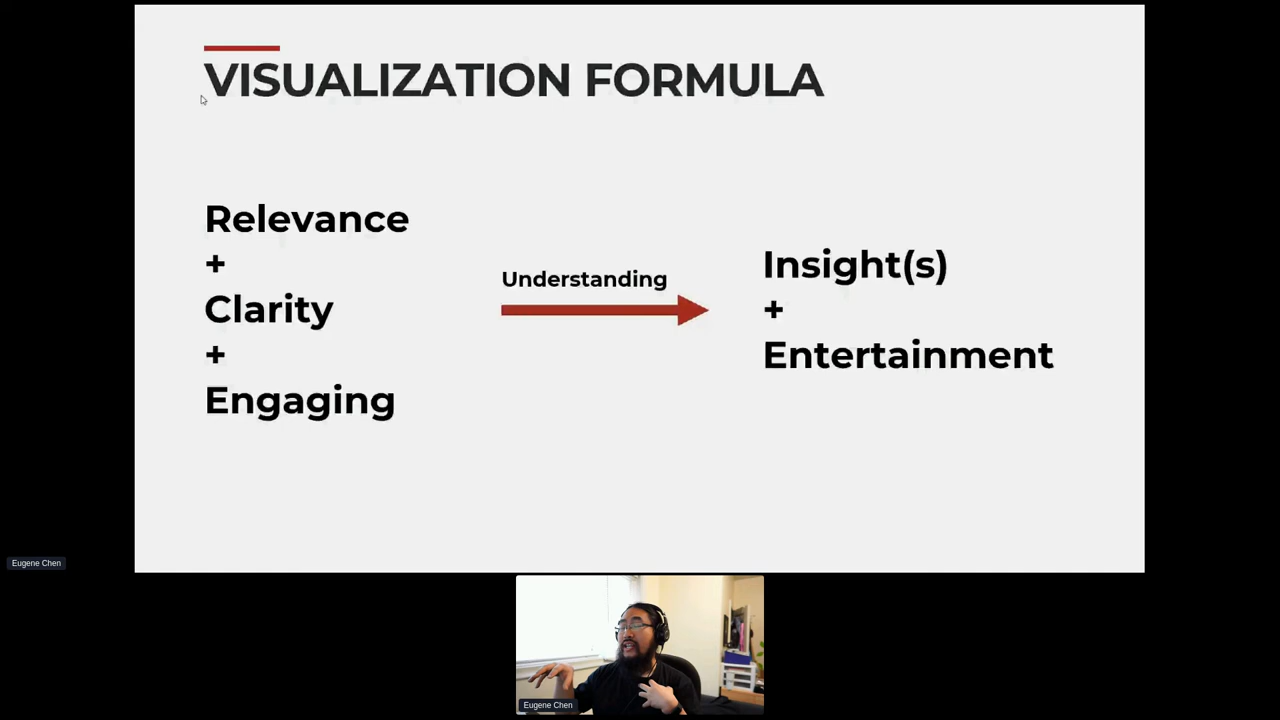 VISUALIZATION FORMULA
Relevance
+
Clarity
+
Engaging
Understanding
Insight(s)
+
Entertainment
Eugene Chen
Eugene Chen